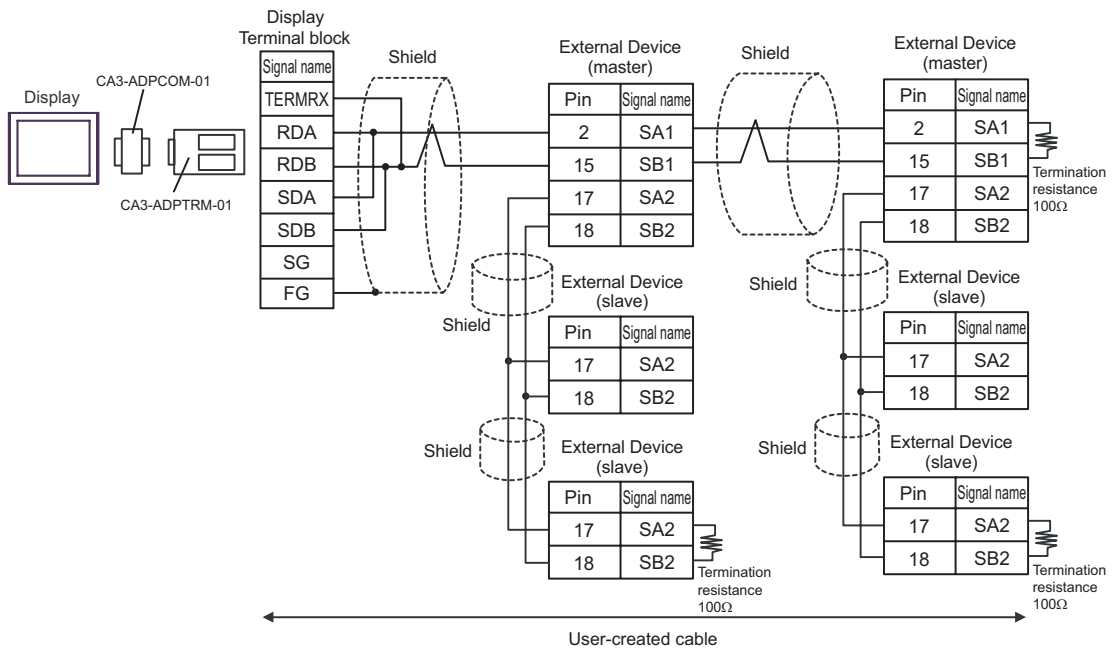 Display
CA3-ADPCOM-01
CA3-ADPTRM-01
Display
Terminal block
Signal name
TERMRX
RDA
RDB
SDA
SDB
SG
FG
Shield
External Device
(master)
Pin Signal name
2 SA1
15 SB1
17 SA2
18 SB2
Shield
External Device
(slave)
Pin Signal name
17 SA2
18 SB2
Shield
External Device
(slave)
Pin Signal name
17 SA2
18 SB2
Termination
resistance
100Ω
Shield
External Device
(master)
Pin Signal name
2 SA1
15 SB1
17 SA2
18 SB2
Termination
resistance
100Ω
Shield
External Device
(slave)
Pin Signal name
17 SA2
18 SB2
Shield
External Device
(slave)
Pin Signal name
17 SA2
18 SB2
Termination
resistance
100Ω
User-created cable